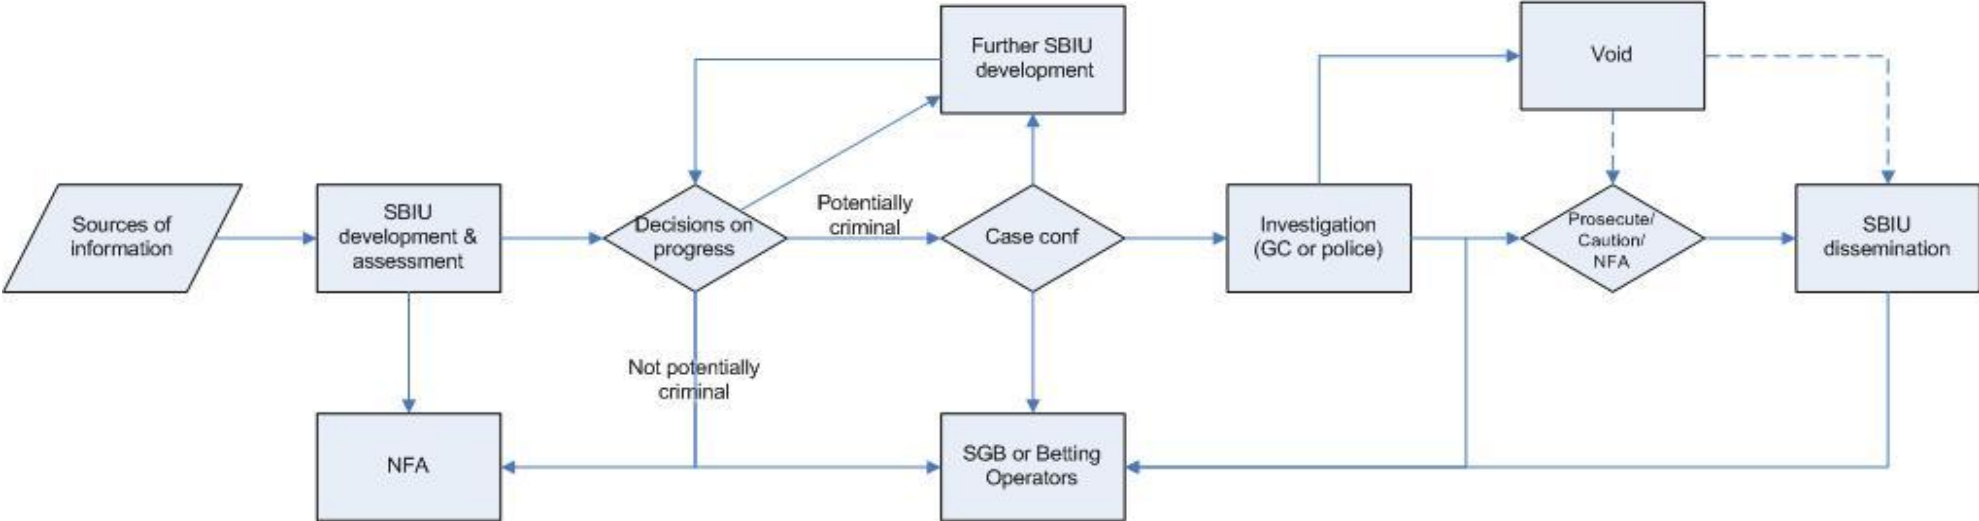 Further SBIU
development
Void
Sources of
information
SBIU
development &
assessment
Decisions on
progress
Potentially
criminal
Case conf
Investigation
(GC or police)
Prosecute/
Caution/
NFA
SBIU
dissemination
Not potentially
criminal
NFA
SGB or Betting
Operators